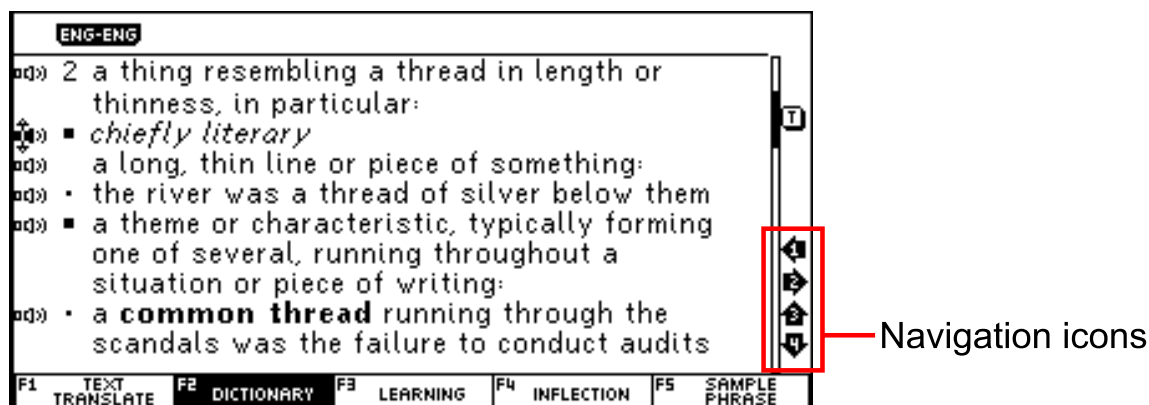 ENG-ENG
2 a thing resembling a thread in length or
thinness, in particular:
▪ chiefly literary
a long, thin line or piece of something:
· the river was a thread of silver below them
▪ a theme or characteristic, typically forming
one of several, running throughout a
situation or piece of writing:
· a common thread running through the
scandals was the failure to conduct audits
T
1
2
3
4
Navigation icons
F1 TEXT TRANSLATE F2 DICTIONARY F3 LEARNING F4 INFLECTION F5 SAMPLE PHRASE